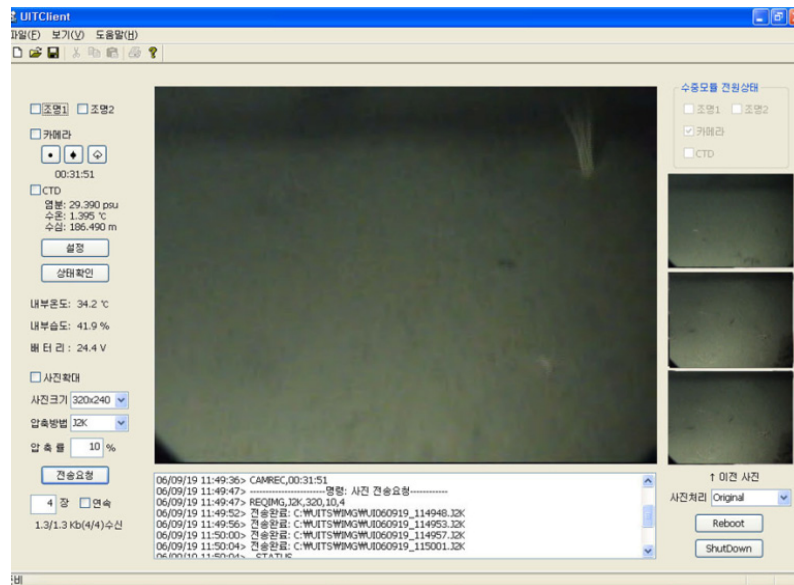 UITClient
파일(F) 보기(V) 도움말(H)
조명1 조명2
카메라
00:31:51
CTD
염분: 29.390 psu
수온: 1.395 ℃
수심: 186.490 m
설정
상태확인
내부온도: 34.2 ℃
내부습도: 41.9 %
배 터 리 : 24.4 V
사진확대
사진크기 320x240
압축방법 J2K
압 축 률 10 %
전송요청
4 장 연속
1.3/1.3 Kb(4/4)수신
06/09/19 11:49:36> CAMREC,00:31:51
06/09/19 11:49:47> -----------------------명령: 사진 전송요청------------
06/09/19 11:49:47> REQIMG,J2K,320,10,4
06/09/19 11:49:52> 전송완료: C:₩UITS₩IMG₩UI060919_114948.J2K
06/09/19 11:49:56> 전송완료: C:₩UITS₩IMG₩UI060919_114953.J2K
06/09/19 11:50:00> 전송완료: C:₩UITS₩IMG₩UI060919_114957.J2K
06/09/19 11:50:04> 전송완료: C:₩UITS₩IMG₩UI060919_115001.J2K
06/09/19 11:50:04> STATUS
수중모듈 전원상태
조명1 조명2
카메라
CTD
↑ 이전 사진
사진처리 Original
Reboot
ShutDown
준비